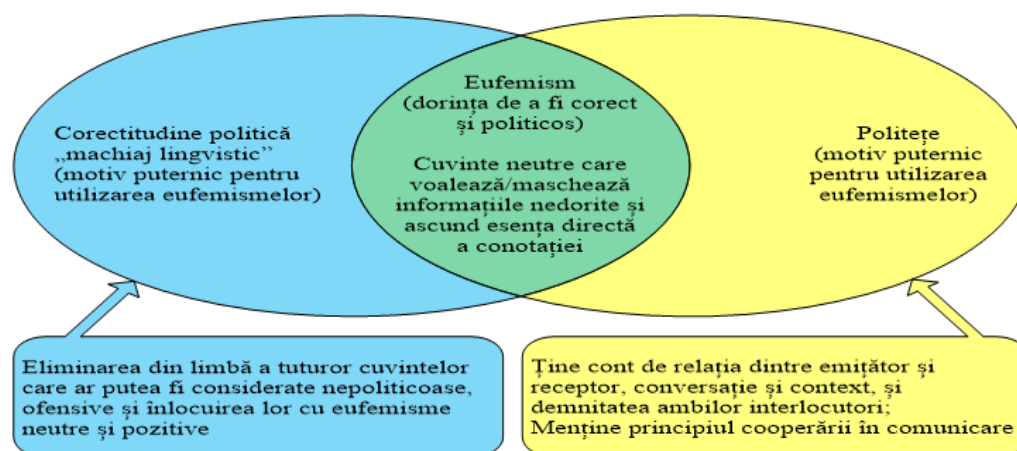 Corectitudine politică
„machiaj lingvistic”
(motiv puternic pentru
utilizarea eufemismelor)
Eufemism
(dorința de a fi corect
și politicos)
Cuvinte neutre care
voalează/maschează
informațiile nedorite și
ascund esența directă
a conotației
Politețe
(motiv puternic
pentru utilizarea
eufemismelor)
Eliminarea din limbă a tuturor cuvintelor
care ar putea fi considerate nepoliticoase,
ofensive și înlocuirea lor cu eufemisme
neutre și pozitive
Ține cont de relația dintre emițător și
receptor, conversație și context, și
demnitatea ambilor interlocutori;
Menține principiul cooperării în comunicare